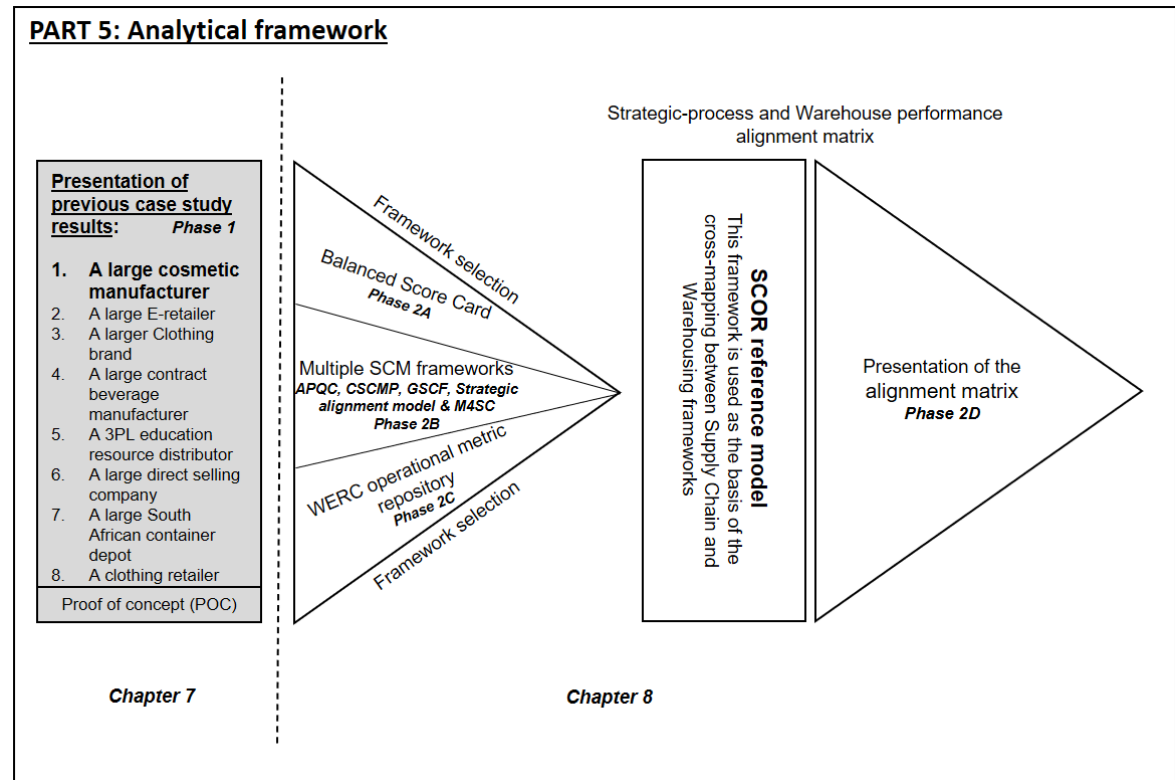 PART 5: Analytical framework
Strategic-process and Warehouse performance
alignment matrix
Presentation of
previous case study
results: Phase 1
1. A large cosmetic
manufacturer
2. A large E-retailer
3. A larger Clothing
brand
4. A large contract
beverage
manufacturer
5. A 3PL education
resource distributor
6. A large direct selling
company
7. A large South
African container
depot
8. A clothing retailer
Proof of concept (POC)
Framework selection
Balanced Score Card
Phase 2A
Multiple SCM frameworks
APQC, CSCMP, GSCF, Strategic
alignment model & M4SC
Phase 2B
WERC operational metric
repository
Phase 2C
Framework selection
SCOR reference model
This framework is used as the basis of the
cross-mapping between Supply Chain and
Warehousing frameworks
Presentation of the
alignment matrix
Phase 2D
Chapter 7
Chapter 8